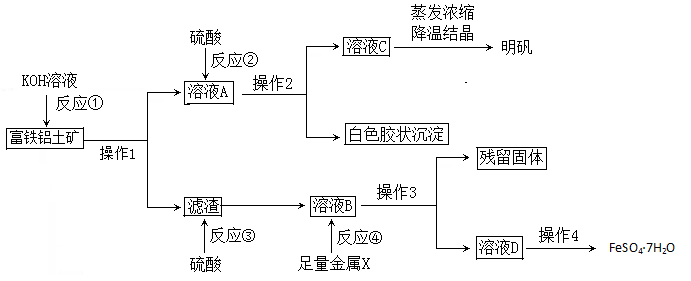 蒸发浓缩
降温结晶
硫酸
反应②
溶液C
明矾
KOH溶液
反应①
溶液A
操作2
富铁铝土矿
操作1
白色胶状沉淀
残留固体
操作3
滤渣
溶液B
反应③
反应④
硫酸
足量金属X
溶液D
操作4
FeSO₄·7H₂O